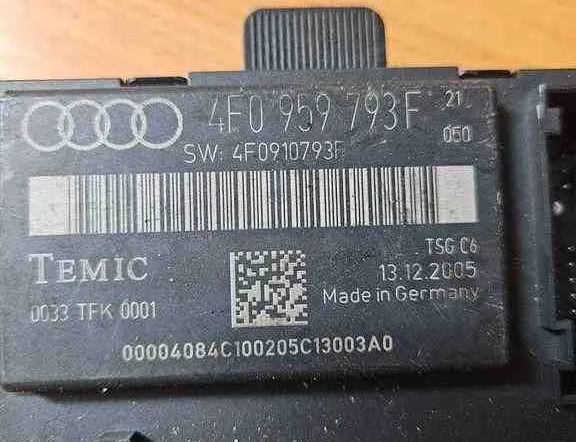 4F0 959 793F 21
050
SW: 4F0910793F
TSG C6
TEMIC
13.12.2005
0033 TFK 0001
Made in Germany
00004084C100205C13003A0